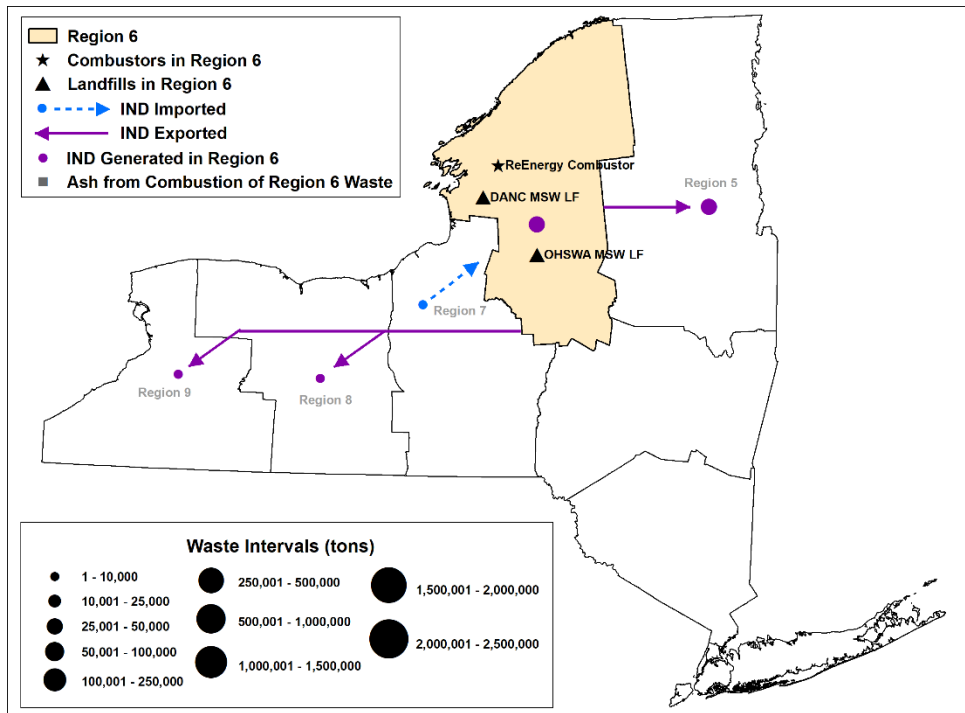 Region 6
Combustors in Region 6
Landfills in Region 6
IND Imported
IND Exported
IND Generated in Region 6
Ash from Combustion of Region 6 Waste
ReEnergy Combustor
DANC MSW LF
Region 5
OHSWA MSW LF
Region 7
Region 9
Region 8
Waste Intervals (tons)
1 - 10,000
10,001 - 25,000
25,001 - 50,000
50,001 - 100,000
100,001 - 250,000
250,001 - 500,000
500,001 - 1,000,000
1,000,001 - 1,500,000
1,500,001 - 2,000,000
2,000,001 - 2,500,000